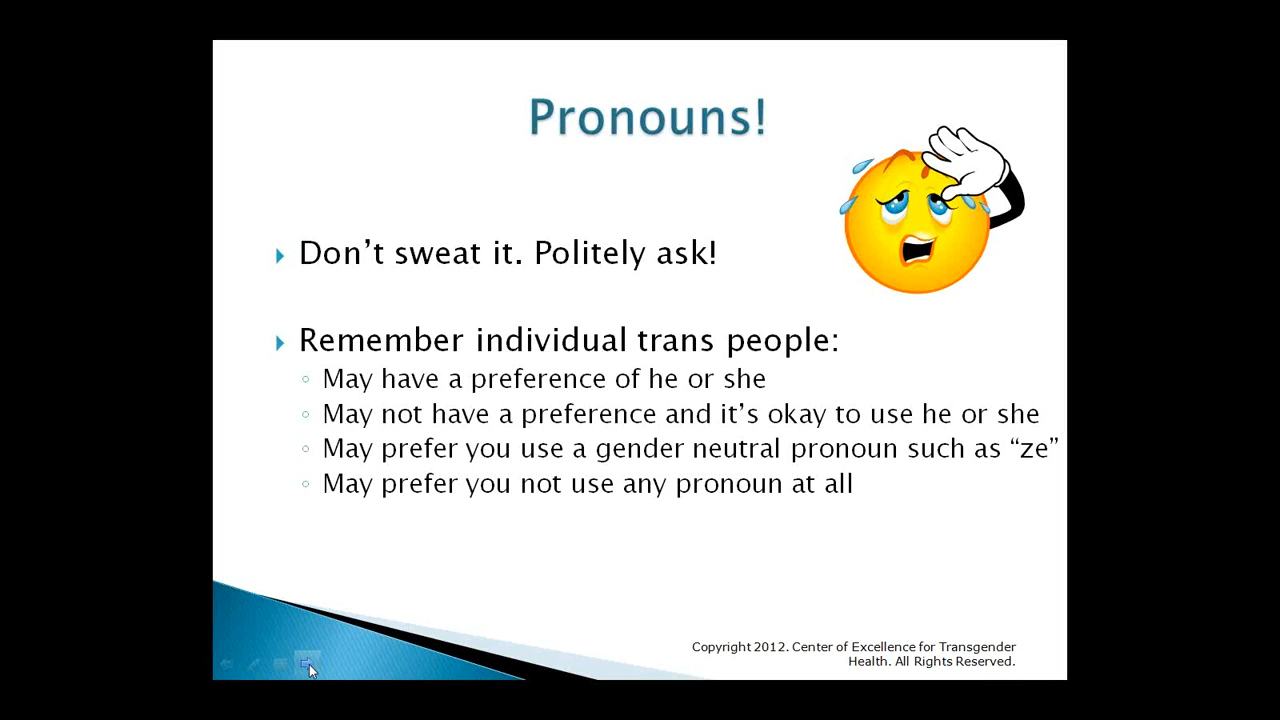 Pronouns!
Don’t sweat it. Politely ask!
Remember individual trans people:
May have a preference of he or she
May not have a preference and it’s okay to use he or she
May prefer you use a gender neutral pronoun such as “ze”
May prefer you not use any pronoun at all
Copyright 2012. Center of Excellence for Transgender
Health. All Rights Reserved.